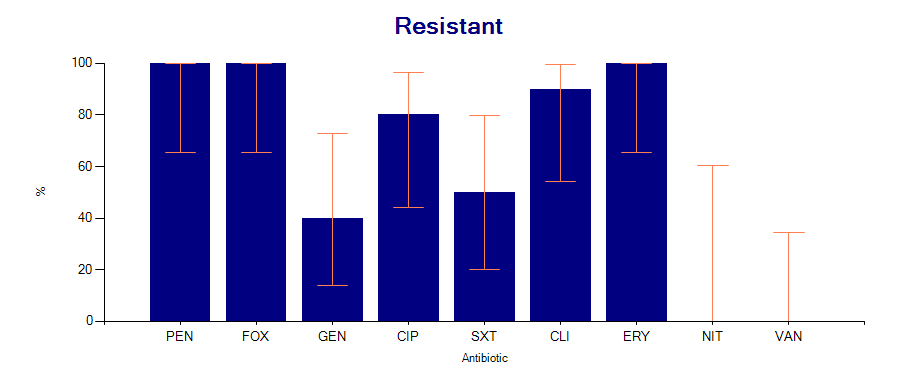 Resistant
100
80
60
40
20
0
%
PEN FOX GEN CIP SXT CLI ERY NIT VAN
Antibiotic